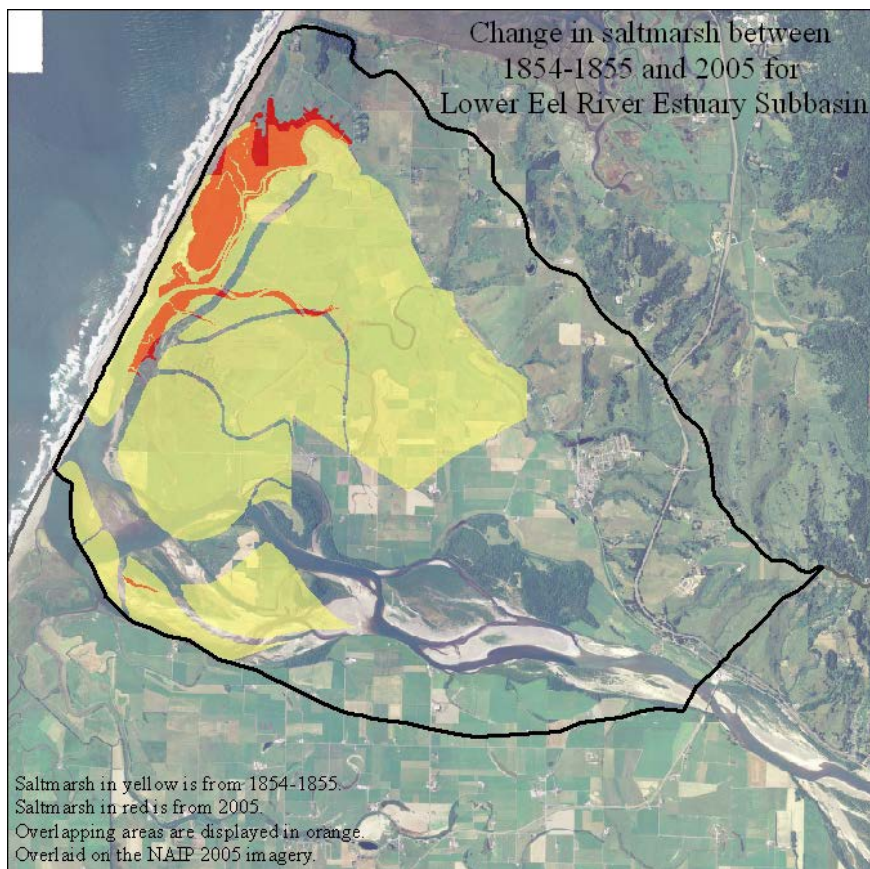 Change in saltmarsh between
1854-1855 and 2005 for
Lower Eel River Estuary Subbasin
Saltmarsh in yellow is from 1854-1855.
Saltmarsh in red is from 2005.
Overlapping areas are displayed in orange.
Overlaid on the NAIP 2005 imagery.